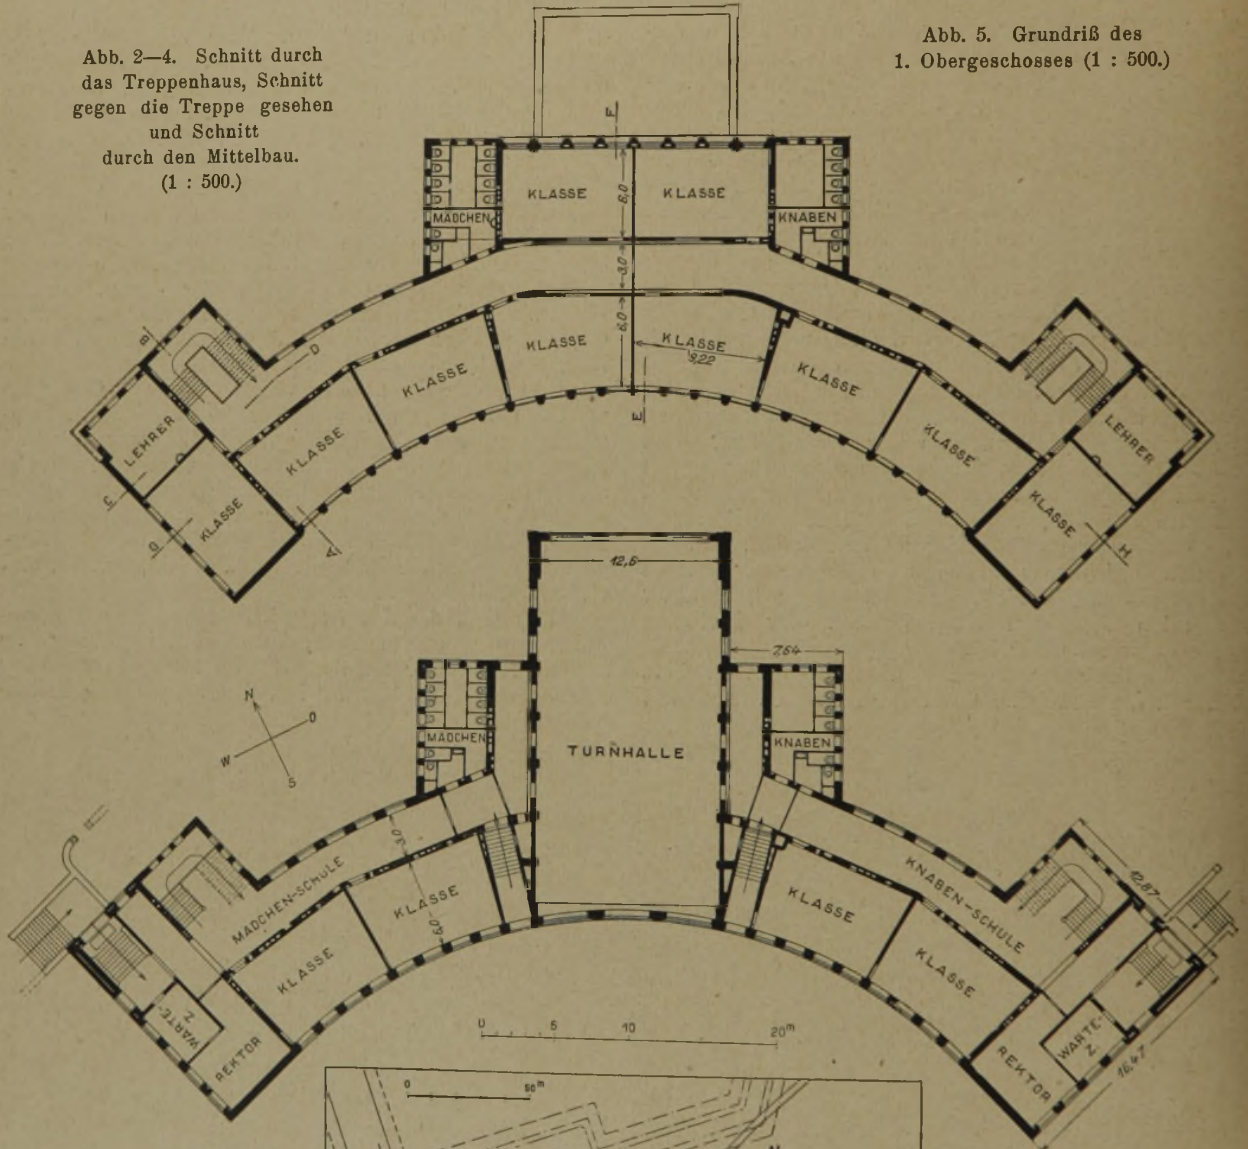 Abb. 2—4. Schnitt durch
das Treppenhaus, Schnitt
gegen die Treppe gesehen
und Schnitt
durch den Mittelbau.
(1 : 500.)
Abb. 5. Grundriß des
1. Obergeschosses (1 : 500.)
F
KLASSE
6,0
KLASSE
MÄDCHEN
KNABEN
3,0
B
D
KLASSE
6,0
KLASSE
9,22
KLASSE
KLASSE
E
LEHRER
KLASSE
KLASSE
LEHRER
C
G
KLASSE
A
KLASSE
H
12,6
7,64
N
O
W
S
MÄDCHEN
TURNHALLE
KNABEN
3,0
MÄDCHEN-SCHULE
KLASSE
6,0
KLASSE
KLASSE
KNABEN-SCHULE
KLASSE
12,87
WARTE-
Z.
REKTOR
WARTE-
Z.
REKTOR
16,47
0 5 10 20m
0 50m